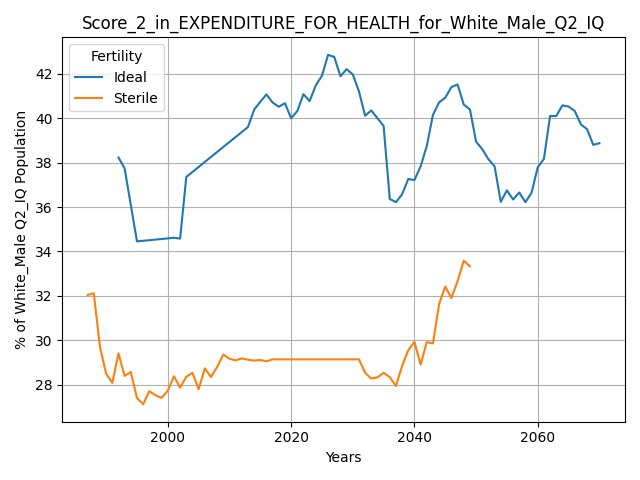 Score_2_in_EXPENDITURE_FOR_HEALTH_for_White_Male_Q2_IQ
Fertility
Ideal
Sterile
% of White_Male Q2_IQ Population
42
40
38
36
34
32
30
28
2000
2020
2040
2060
Years